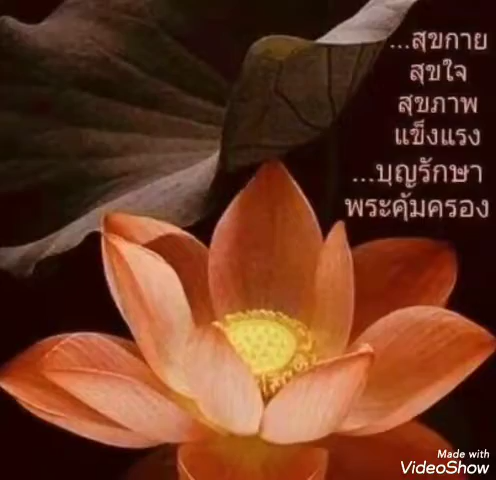 ...สุขกาย
สุขใจ
สุขภาพ
แข็งแรง
...บุญรักษา
พระคุ้มครอง
Made with
VideoShow